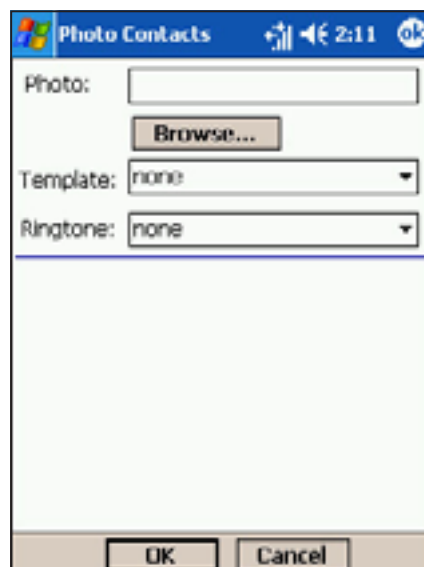 Photo Contacts 2:11 ok
Photo:
Browse...
Template: none
Ringtone: none
OK Cancel